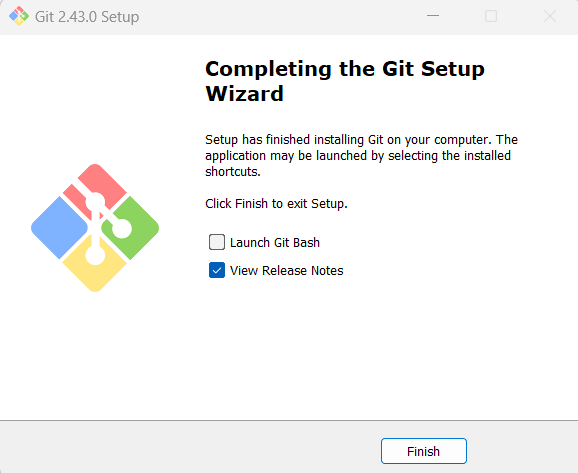 Git 2.43.0 Setup
Completing the Git Setup
Wizard
Setup has finished installing Git on your computer. The
application may be launched by selecting the installed
shortcuts.
Click Finish to exit Setup.
Launch Git Bash
View Release Notes
Finish